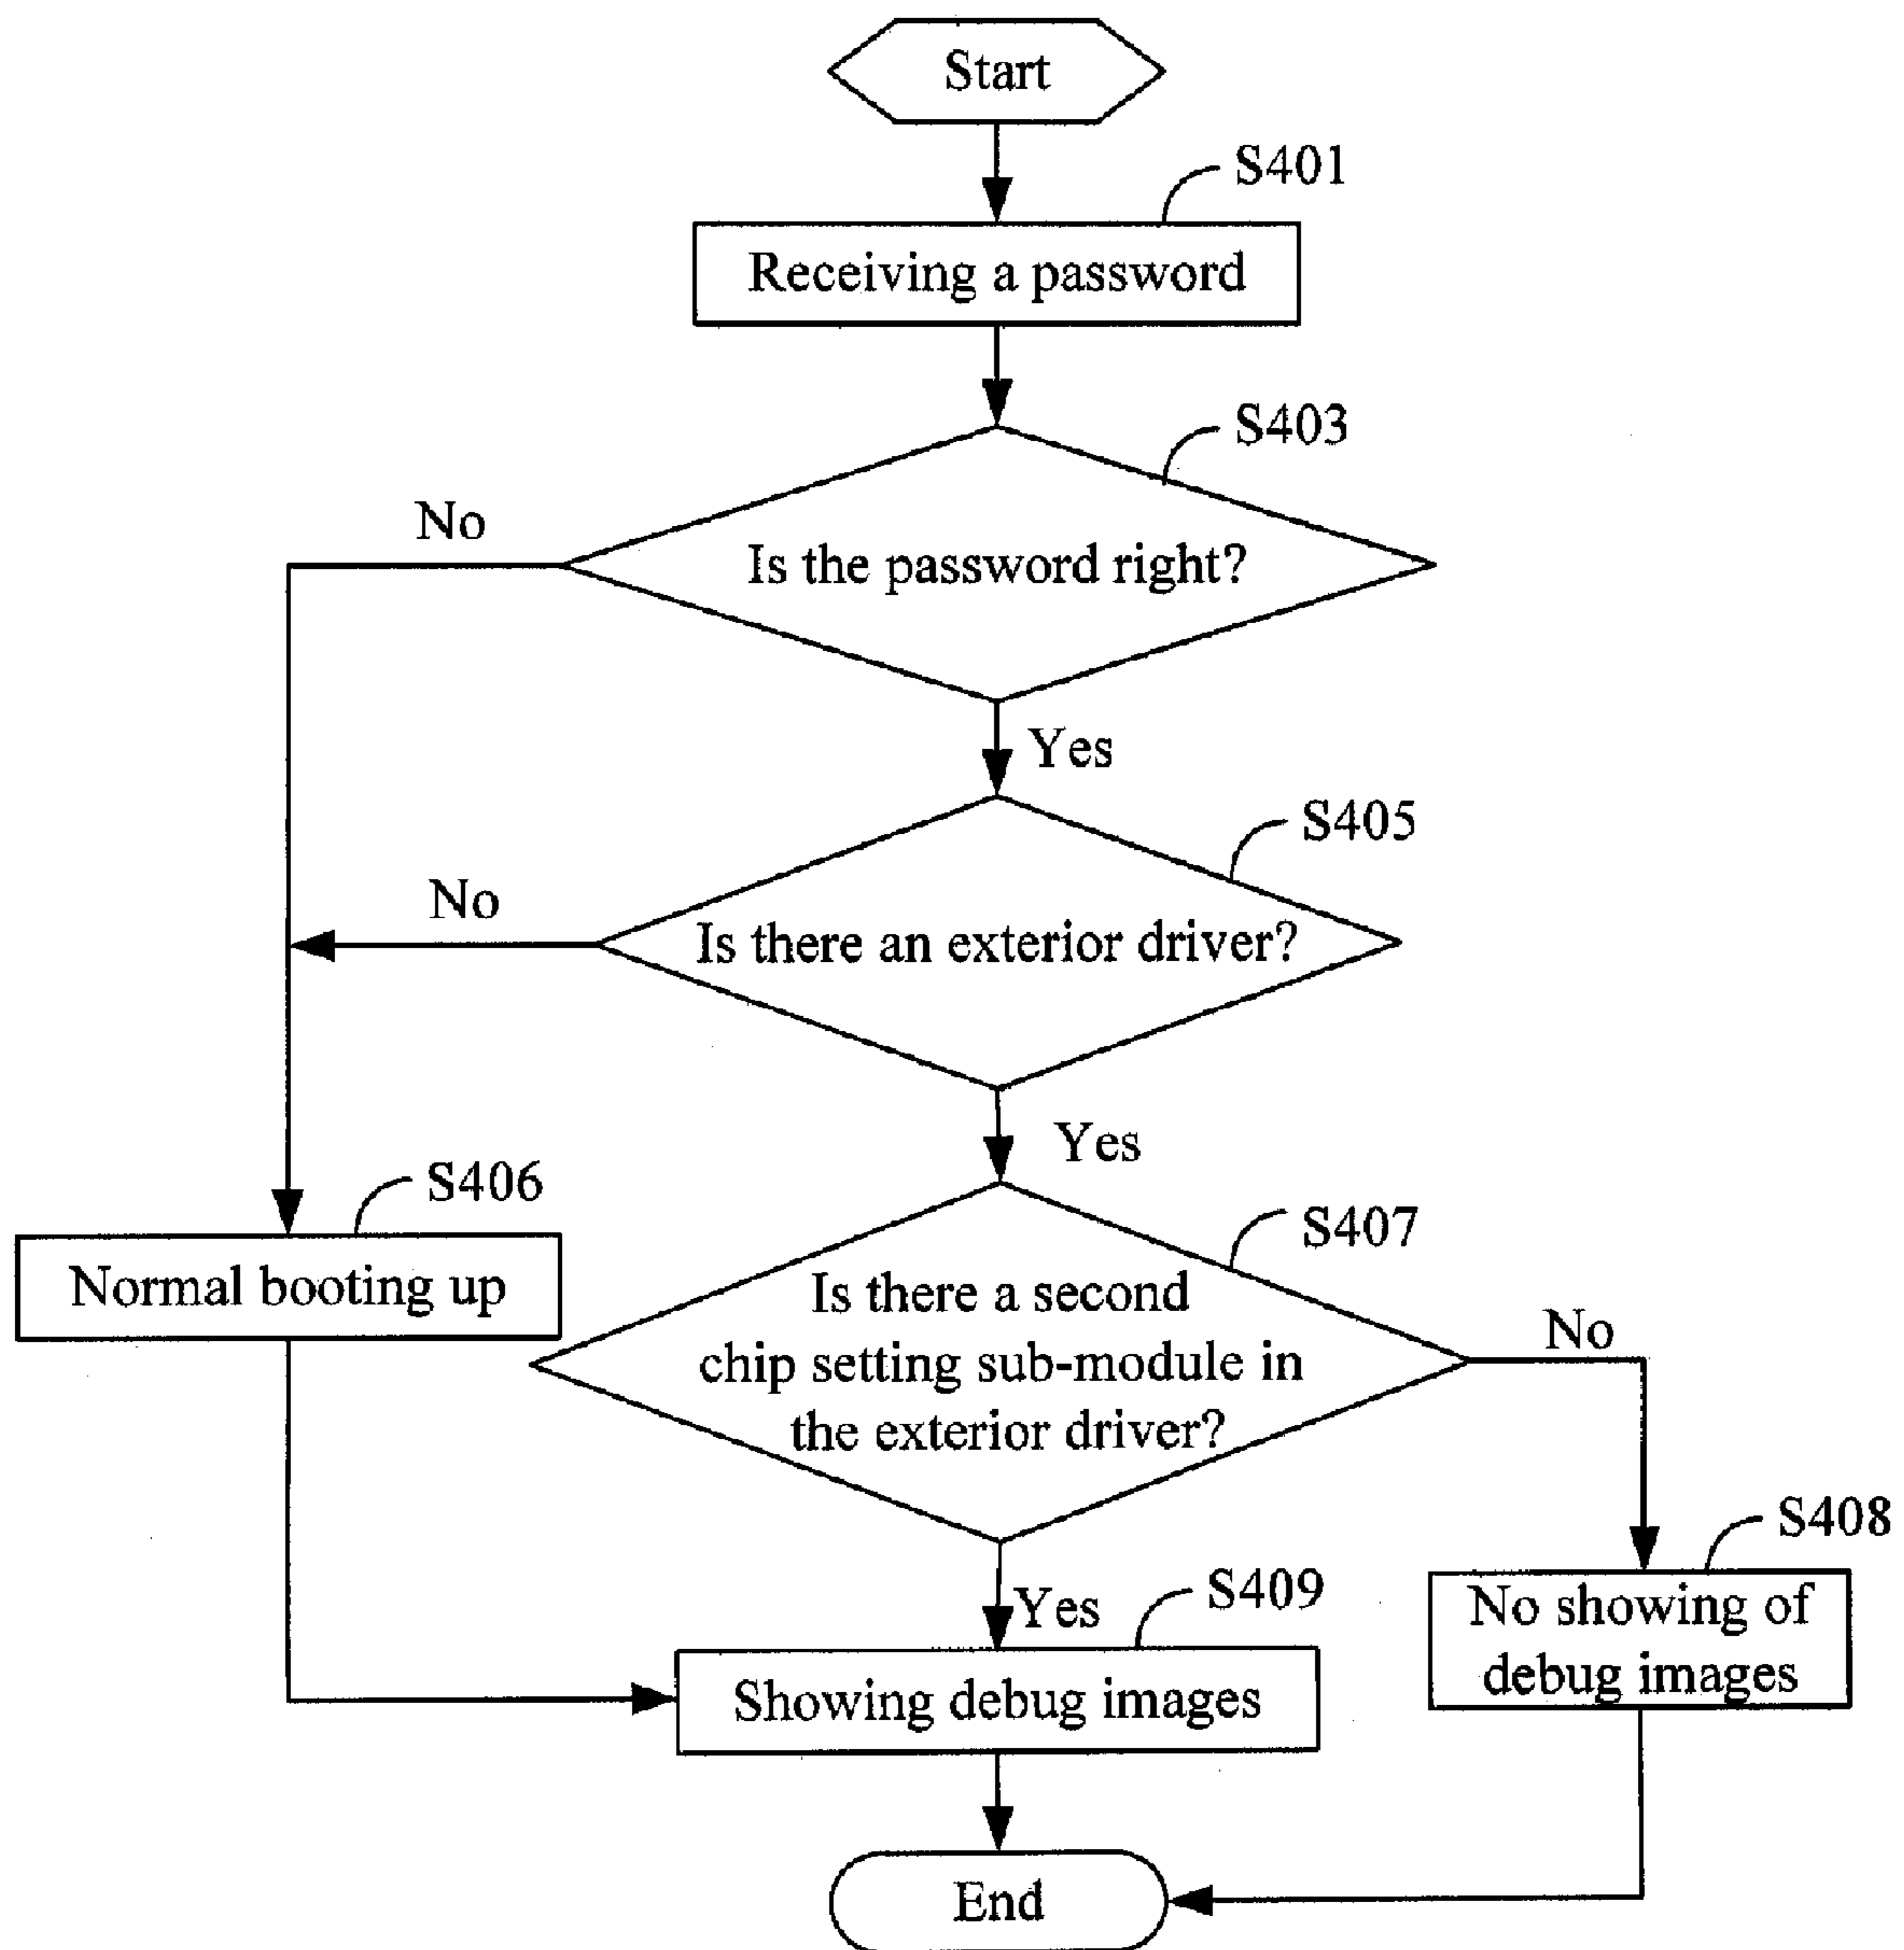 Start
S401
Receiving a password
S403
No
Is the password right?
Yes
S405
No
Is there an exterior driver?
Yes
S406
Normal booting up
S407
Is there a second
chip setting sub-module in
the exterior driver?
No
S408
No showing of
debug images
Yes
S409
Showing debug images
End